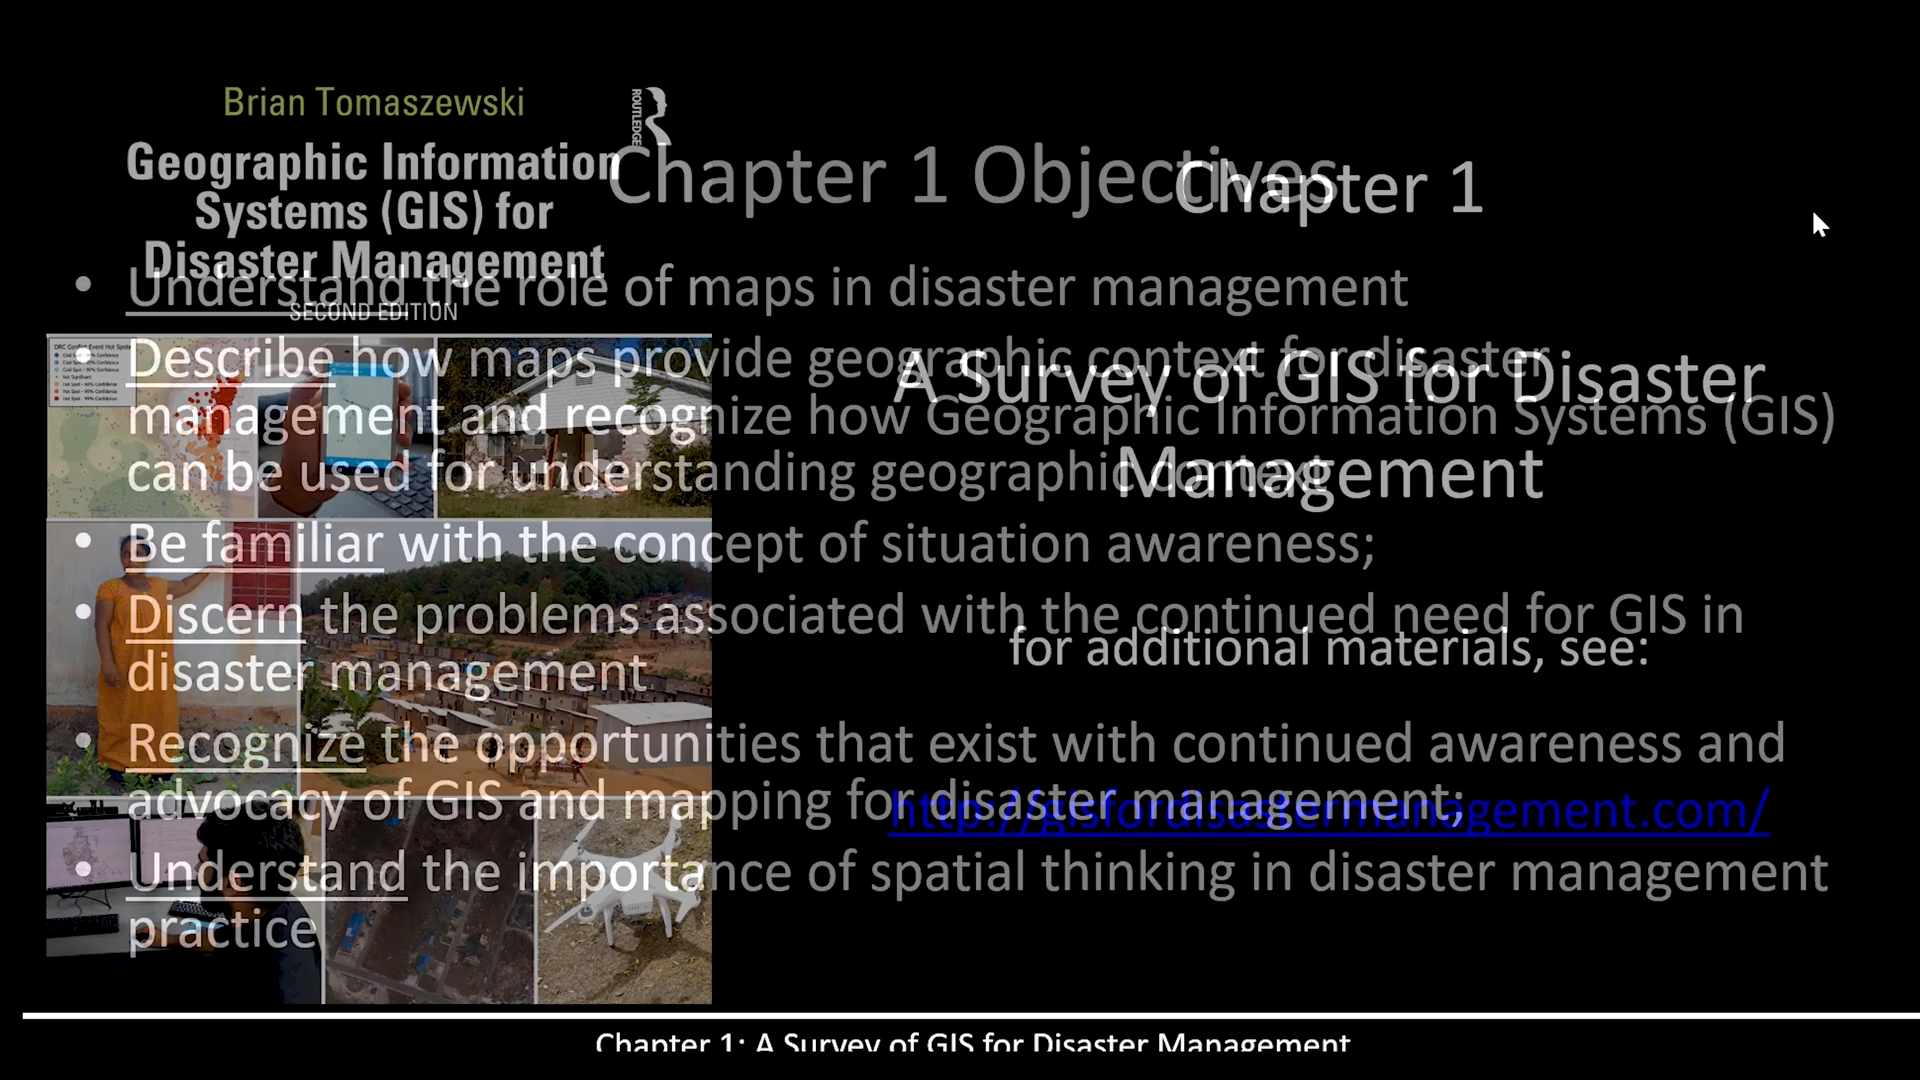 Brian Tomaszewski
ROUTLEDGE
Geographic Information
Systems (GIS) for
Disaster Management
SECOND EDITION
Chapter 1
A Survey of GIS for Disaster
Management
for additional materials, see:
http://gisfordisastermanagement.com/
Chapter 1 Objectives
• Understand the role of maps in disaster management
• Describe how maps provide geographic context for disaster
management and recognize how Geographic Information Systems (GIS)
can be used for understanding geographic context
• Be familiar with the concept of situation awareness;
• Discern the problems associated with the continued need for GIS in
disaster management
• Recognize the opportunities that exist with continued awareness and
advocacy of GIS and mapping for disaster management;
• Understand the importance of spatial thinking in disaster management
practice
Chapter 1: A Survey of GIS for Disaster Management